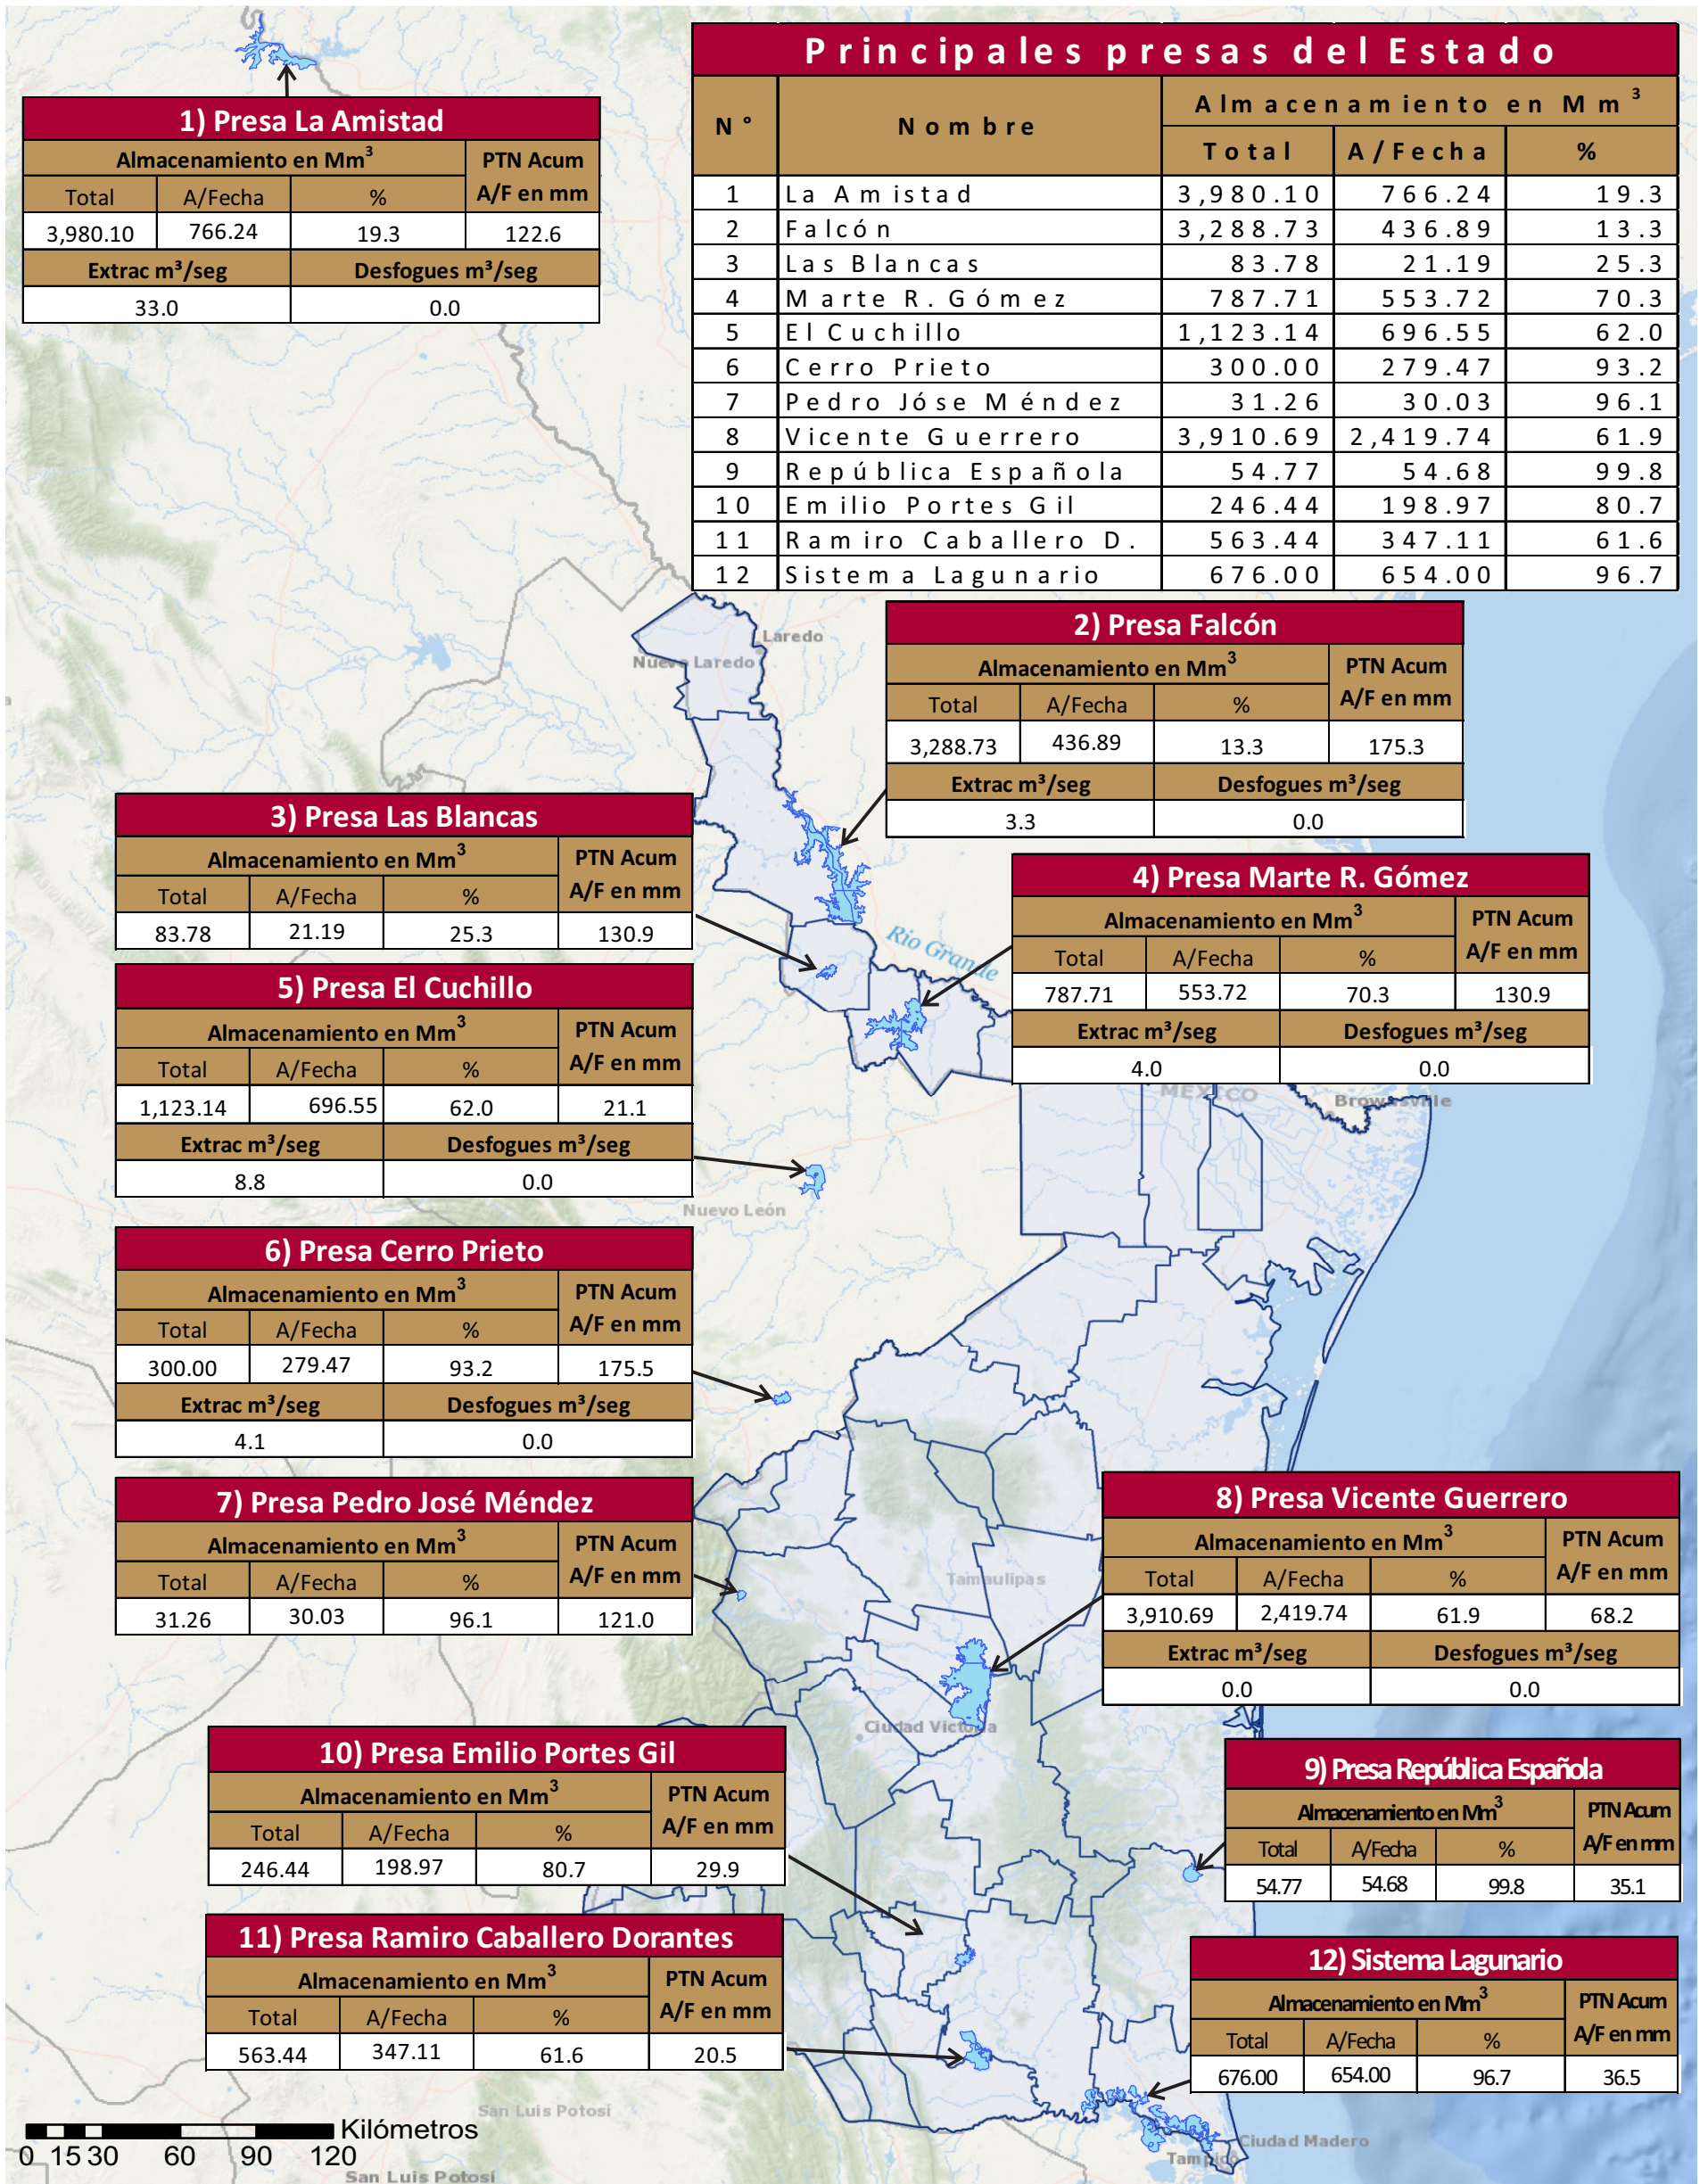 Principales presas del Estado
N° Nombre Almacenamiento en Mm³
Total A/Fecha %
1 La Amistad 3,980.10 766.24 19.3
2 Falcón 3,288.73 436.89 13.3
3 Las Blancas 83.78 21.19 25.3
4 Marte R. Gómez 787.71 553.72 70.3
5 El Cuchillo 1,123.14 696.55 62.0
6 Cerro Prieto 300.00 279.47 93.2
7 Pedro Jóse Méndez 31.26 30.03 96.1
8 Vicente Guerrero 3,910.69 2,419.74 61.9
9 República Española 54.77 54.68 99.8
10 Emilio Portes Gil 246.44 198.97 80.7
11 Ramiro Caballero D. 563.44 347.11 61.6
12 Sistema Lagunario 676.00 654.00 96.7
1) Presa La Amistad
Almacenamiento en Mm³ PTN Acum
Total A/Fecha % A/F en mm
3,980.10 766.24 19.3 122.6
Extrac m³/seg Desfogues m³/seg
33.0 0.0
Laredo
Nuevo Laredo
2) Presa Falcón
Almacenamiento en Mm³ PTN Acum
Total A/Fecha % A/F en mm
3,288.73 436.89 13.3 175.3
Extrac m³/seg Desfogues m³/seg
3.3 0.0
3) Presa Las Blancas
Almacenamiento en Mm³ PTN Acum
Total A/Fecha % A/F en mm
83.78 21.19 25.3 130.9
Rio Grande
4) Presa Marte R. Gómez
Almacenamiento en Mm³ PTN Acum
Total A/Fecha % A/F en mm
787.71 553.72 70.3 130.9
Extrac m³/seg Desfogues m³/seg
4.0 0.0
MÉXICO
Brownsville
5) Presa El Cuchillo
Almacenamiento en Mm³ PTN Acum
Total A/Fecha % A/F en mm
1,123.14 696.55 62.0 21.1
Extrac m³/seg Desfogues m³/seg
8.8 0.0
Nuevo León
6) Presa Cerro Prieto
Almacenamiento en Mm³ PTN Acum
Total A/Fecha % A/F en mm
300.00 279.47 93.2 175.5
Extrac m³/seg Desfogues m³/seg
4.1 0.0
7) Presa Pedro José Méndez
Almacenamiento en Mm³ PTN Acum
Total A/Fecha % A/F en mm
31.26 30.03 96.1 121.0
Tamaulipas
8) Presa Vicente Guerrero
Almacenamiento en Mm³ PTN Acum
Total A/Fecha % A/F en mm
3,910.69 2,419.74 61.9 68.2
Extrac m³/seg Desfogues m³/seg
0.0 0.0
Ciudad Victoria
10) Presa Emilio Portes Gil
Almacenamiento en Mm³ PTN Acum
Total A/Fecha % A/F en mm
246.44 198.97 80.7 29.9
9) Presa República Española
Almacenamiento en Mm³ PTN Acum
Total A/Fecha % A/F en mm
54.77 54.68 99.8 35.1
11) Presa Ramiro Caballero Dorantes
Almacenamiento en Mm³ PTN Acum
Total A/Fecha % A/F en mm
563.44 347.11 61.6 20.5
12) Sistema Lagunario
Almacenamiento en Mm³ PTN Acum
Total A/Fecha % A/F en mm
676.00 654.00 96.7 36.5
San Luis Potosí
Ciudad Madero
Tampico
Kilómetros
0 15 30 60 90 120
San Luis Potosí